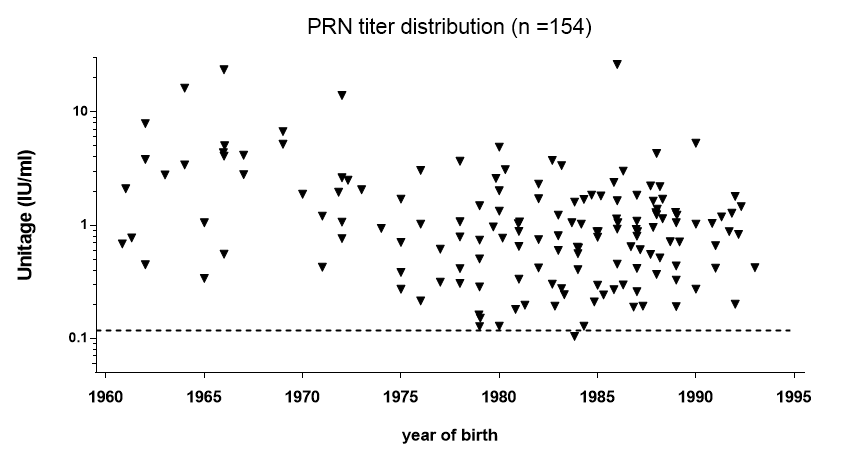 PRN titer distribution (n =154)
Unitage (IU/ml)
10
1
0.1
1960 1965 1970 1975 1980 1985 1990 1995
year of birth